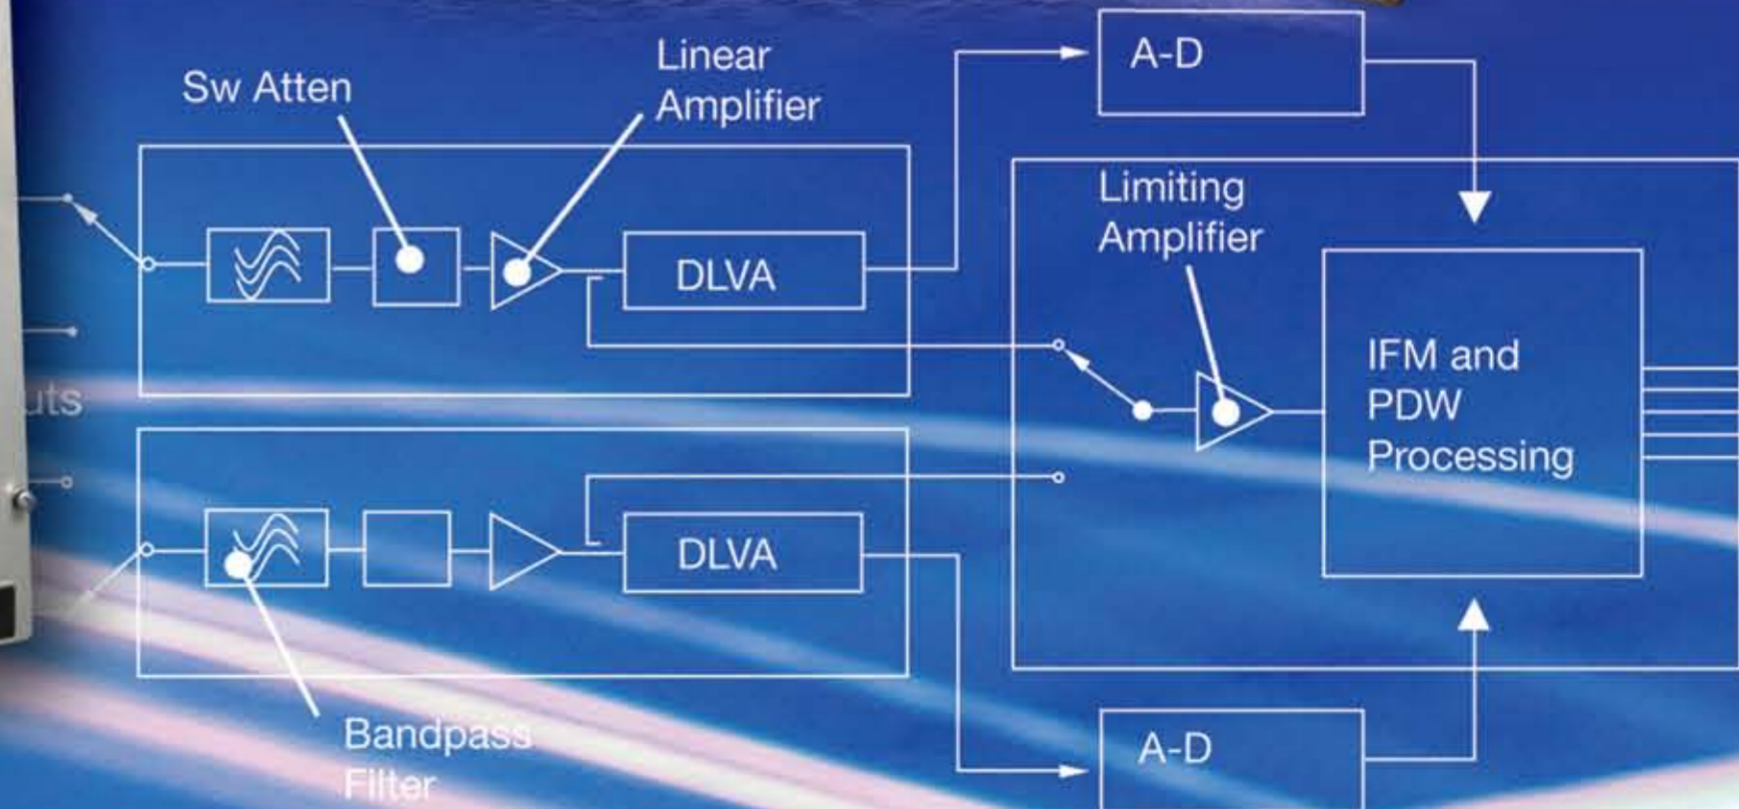 Sw Atten
Linear
Amplifier
A-D
Limiting
Amplifier
DLVA
IFM and
PDW
Processing
DLVA
Bandpass
Filter
A-D